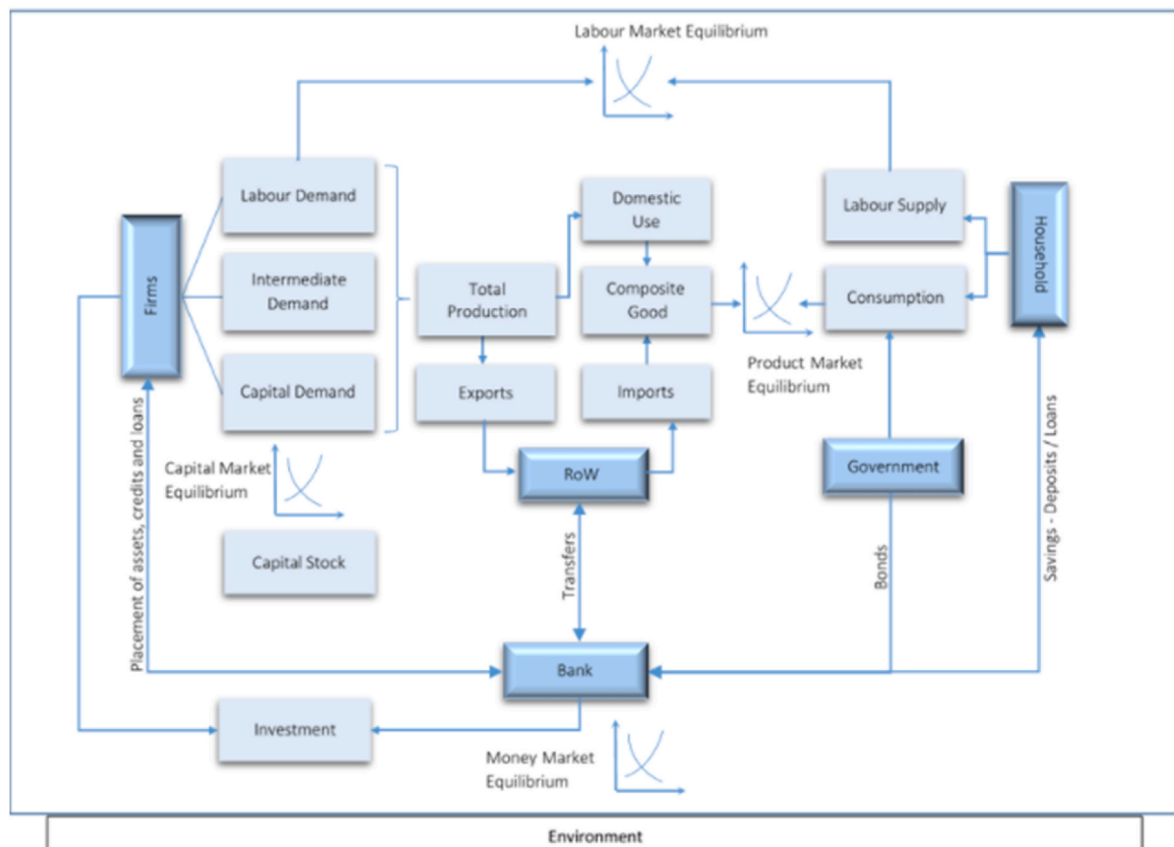 Labour Market Equilibrium
Labour Demand
Domestic
Use
Labour Supply
Household
Firms
Intermediate
Demand
Total
Production
Composite
Good
Consumption
Product Market
Equilibrium
Capital Demand
Exports
Imports
Capital Market
Equilibrium
RoW
Government
Capital Stock
Placement of assets, credits and loans
Transfers
Bonds
Savings - Deposits / Loans
Bank
Investment
Money Market
Equilibrium
Environment